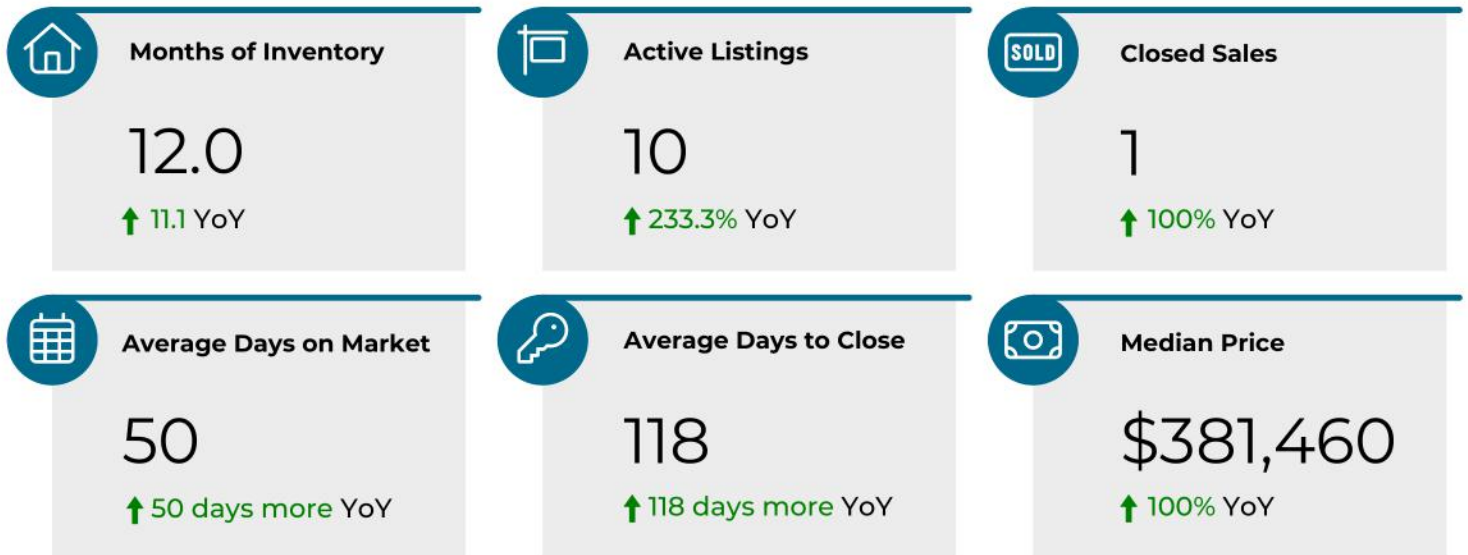 Months of Inventory
12.0
↑ 11.1 YoY
Active Listings
10
↑ 233.3% YoY
SOLD
Closed Sales
1
↑ 100% YoY
Average Days on Market
50
↑ 50 days more YoY
Average Days to Close
118
↑ 118 days more YoY
Median Price
$381,460
↑ 100% YoY